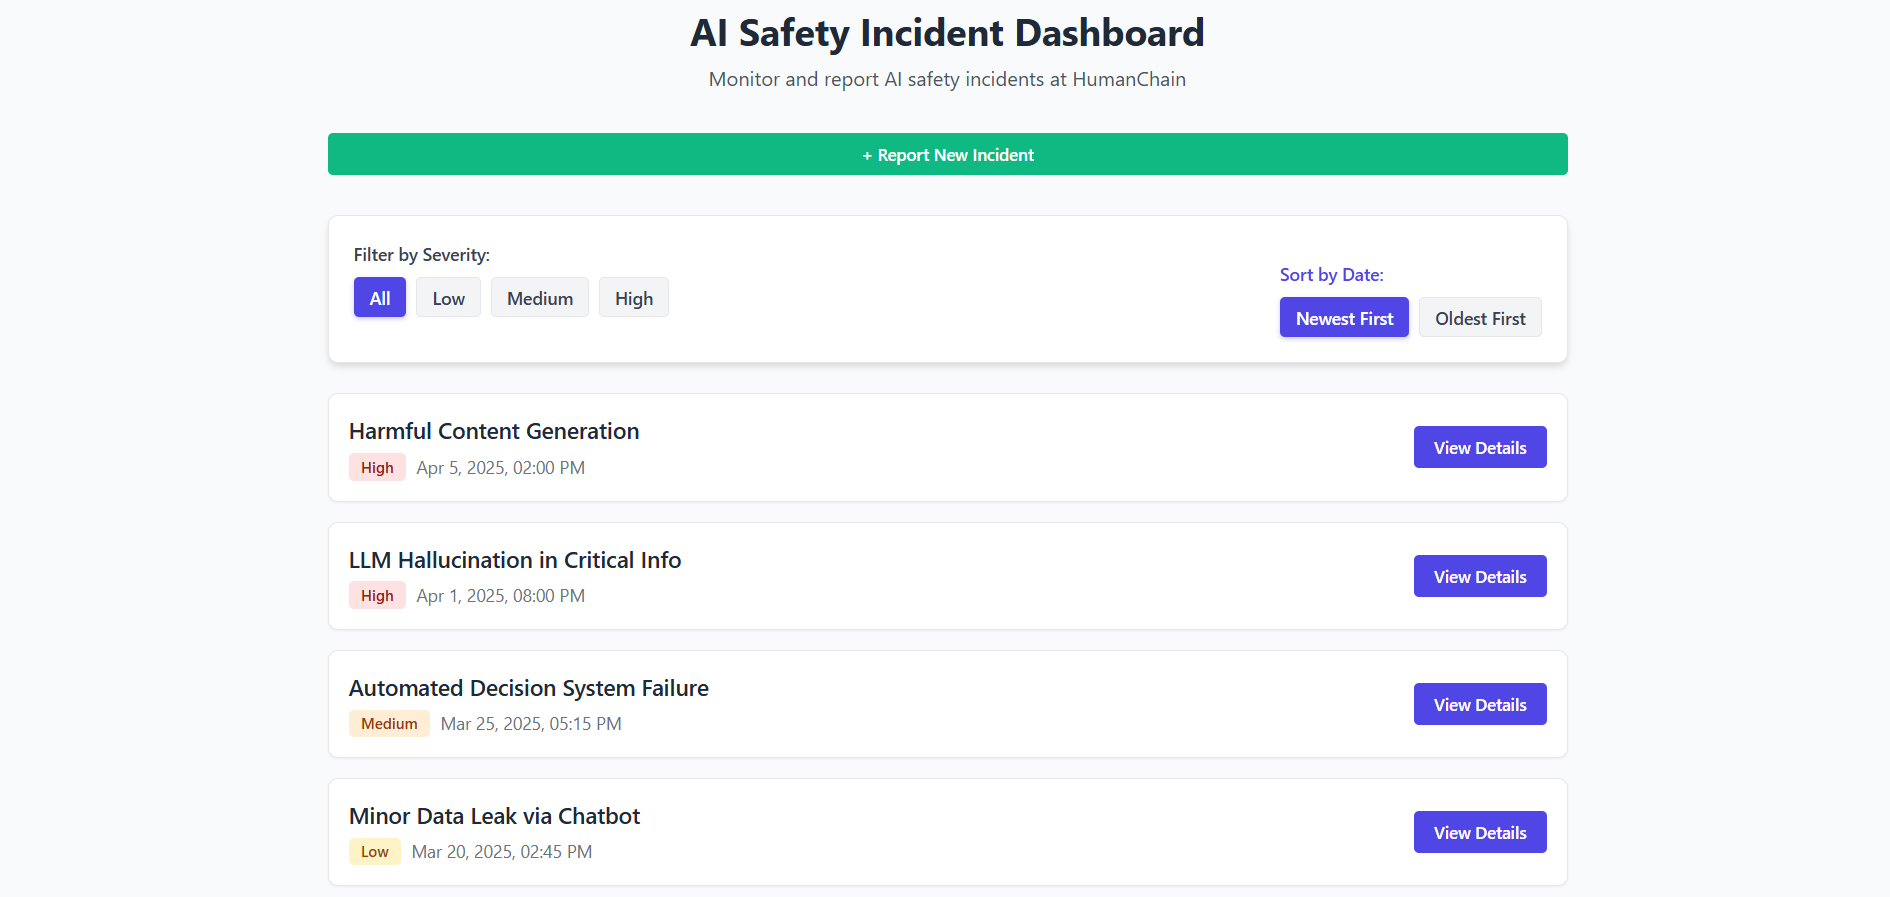 AI Safety Incident Dashboard
Monitor and report AI safety incidents at HumanChain
+ Report New Incident
Filter by Severity:
All Low Medium High
Sort by Date:
Newest First Oldest First
Harmful Content Generation
High Apr 5, 2025, 02:00 PM
View Details
LLM Hallucination in Critical Info
High Apr 1, 2025, 08:00 PM
View Details
Automated Decision System Failure
Medium Mar 25, 2025, 05:15 PM
View Details
Minor Data Leak via Chatbot
Low Mar 20, 2025, 02:45 PM
View Details